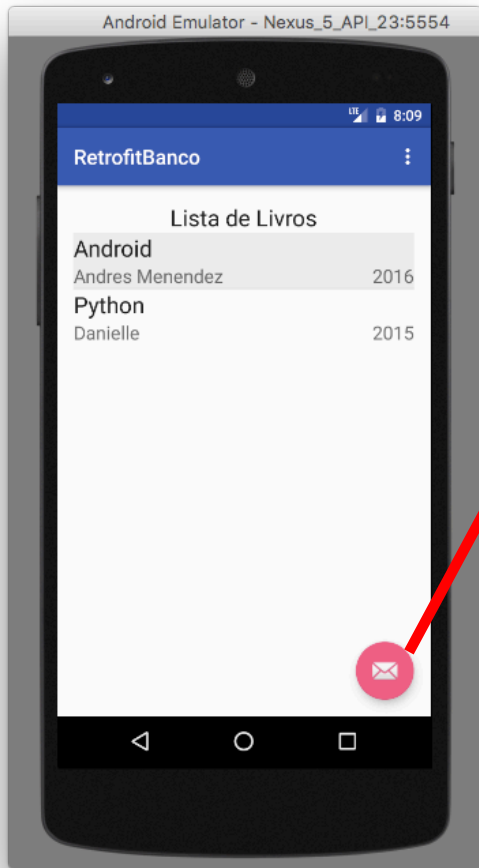 Android Emulator - Nexus_5_API_23:5554
LTE 8:09
RetrofitBanco
Lista de Livros
Android
Andres Menendez 2016
Python
Danielle 2015